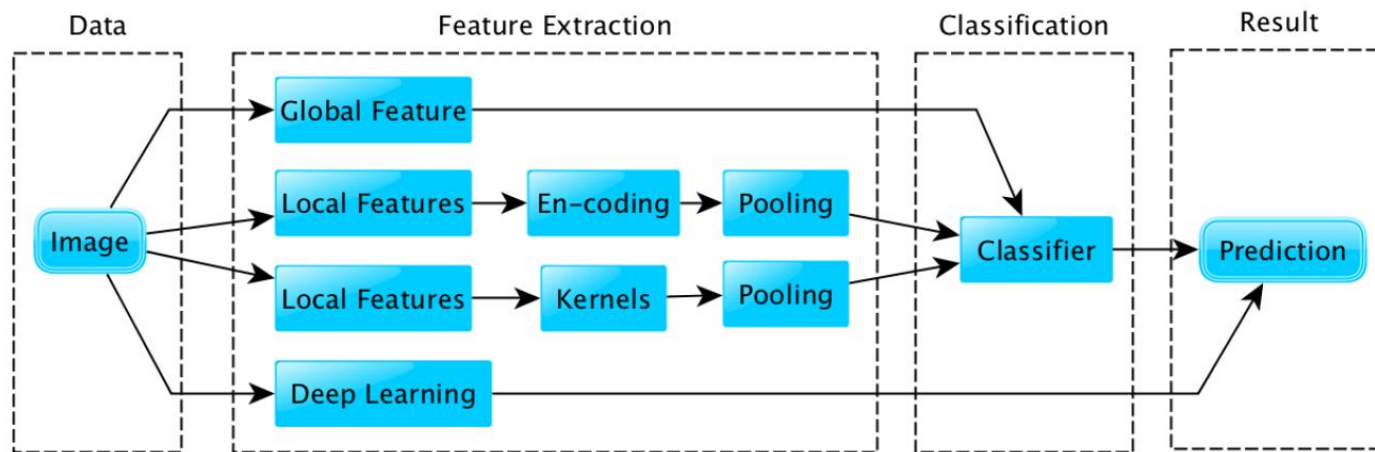 Data
Feature Extraction
Classification
Result
Global Feature
Local Features
En-coding
Pooling
Image
Classifier
Prediction
Local Features
Kernels
Pooling
Deep Learning